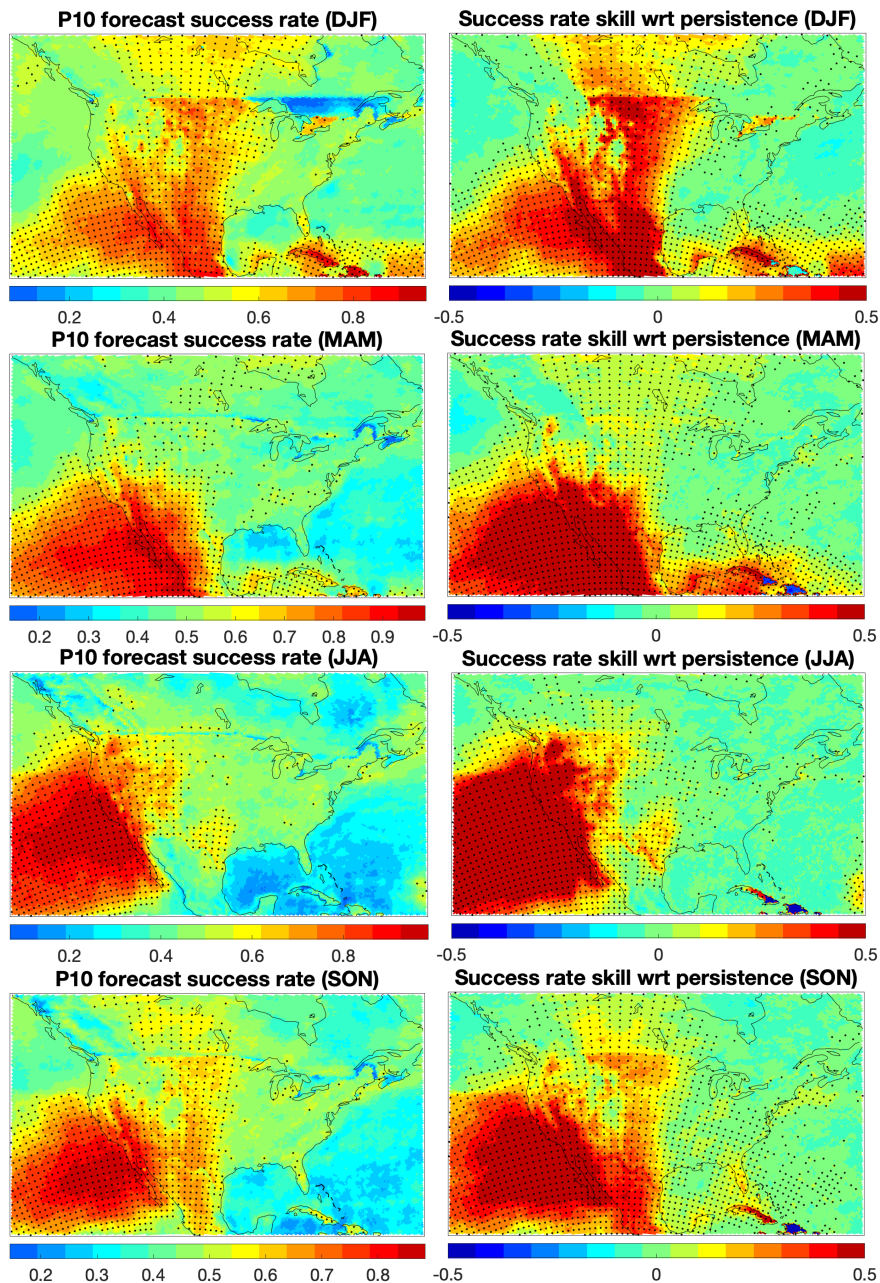 P10 forecast success rate (DJF)
Success rate skill wrt persistence (DJF)
0.2 0.4 0.6 0.8
-0.5 0 0.5
P10 forecast success rate (MAM)
Success rate skill wrt persistence (MAM)
0.2 0.3 0.4 0.5 0.6 0.7 0.8 0.9
-0.5 0 0.5
P10 forecast success rate (JJA)
Success rate skill wrt persistence (JJA)
0.2 0.4 0.6 0.8
-0.5 0 0.5
P10 forecast success rate (SON)
Success rate skill wrt persistence (SON)
0.2 0.3 0.4 0.5 0.6 0.7 0.8
-0.5 0 0.5